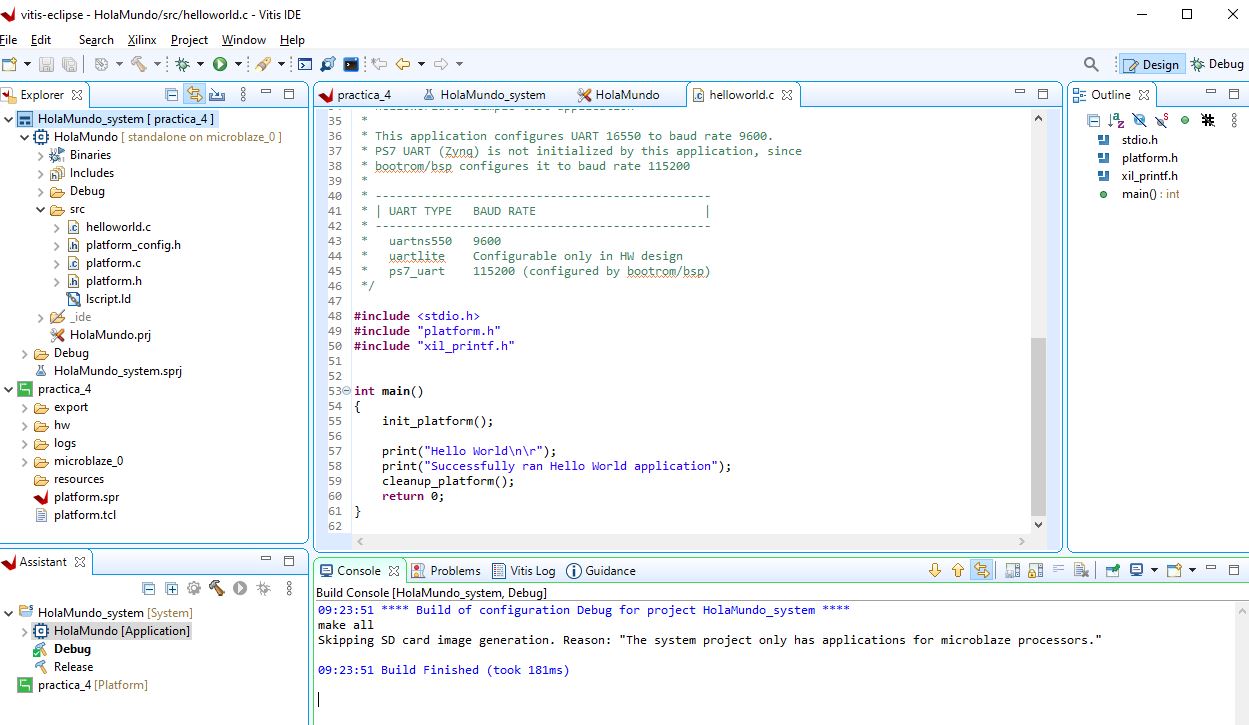 vitis-eclipse - HolaMundo/src/helloworld.c - Vitis IDE
File Edit Search Xilinx Project Window Help
Design Debug
Explorer
HolaMundo_system [ practica_4 ]
HolaMundo [ standalone on microblaze_0 ]
Binaries
Includes
Debug
src
helloworld.c
platform_config.h
platform.c
platform.h
lscript.ld
_ide
HolaMundo.prj
Debug
HolaMundo_system.sprj
practica_4
export
hw
logs
microblaze_0
resources
platform.spr
platform.tcl
Assistant
HolaMundo_system [System]
HolaMundo [Application]
Debug
Release
practica_4 [Platform]
practica_4 HolaMundo_system HolaMundo helloworld.c
35 *
36 * This application configures UART 16550 to baud rate 9600.
37 * PS7 UART (Zynq) is not initialized by this application, since
38 * bootrom/bsp configures it to baud rate 115200
39 *
40 * ------------------------------------------------
41 * | UART TYPE   BAUD RATE                        |
42 * ------------------------------------------------
43 *   uartns550   9600
44 *   uartlite    Configurable only in HW design
45 *   ps7_uart    115200 (configured by bootrom/bsp)
46 */
47
48 #include <stdio.h>
49 #include "platform.h"
50 #include "xil_printf.h"
51
52
53 int main()
54 {
55     init_platform();
56
57     print("Hello World\n\r");
58     print("Successfully ran Hello World application");
59     cleanup_platform();
60     return 0;
61 }
62
Outline
stdio.h
platform.h
xil_printf.h
main() : int
Console Problems Vitis Log Guidance
Build Console [HolaMundo_system, Debug]
09:23:51 **** Build of configuration Debug for project HolaMundo_system ****
make all
Skipping SD card image generation. Reason: "The system project only has applications for microblaze processors."
09:23:51 Build Finished (took 181ms)